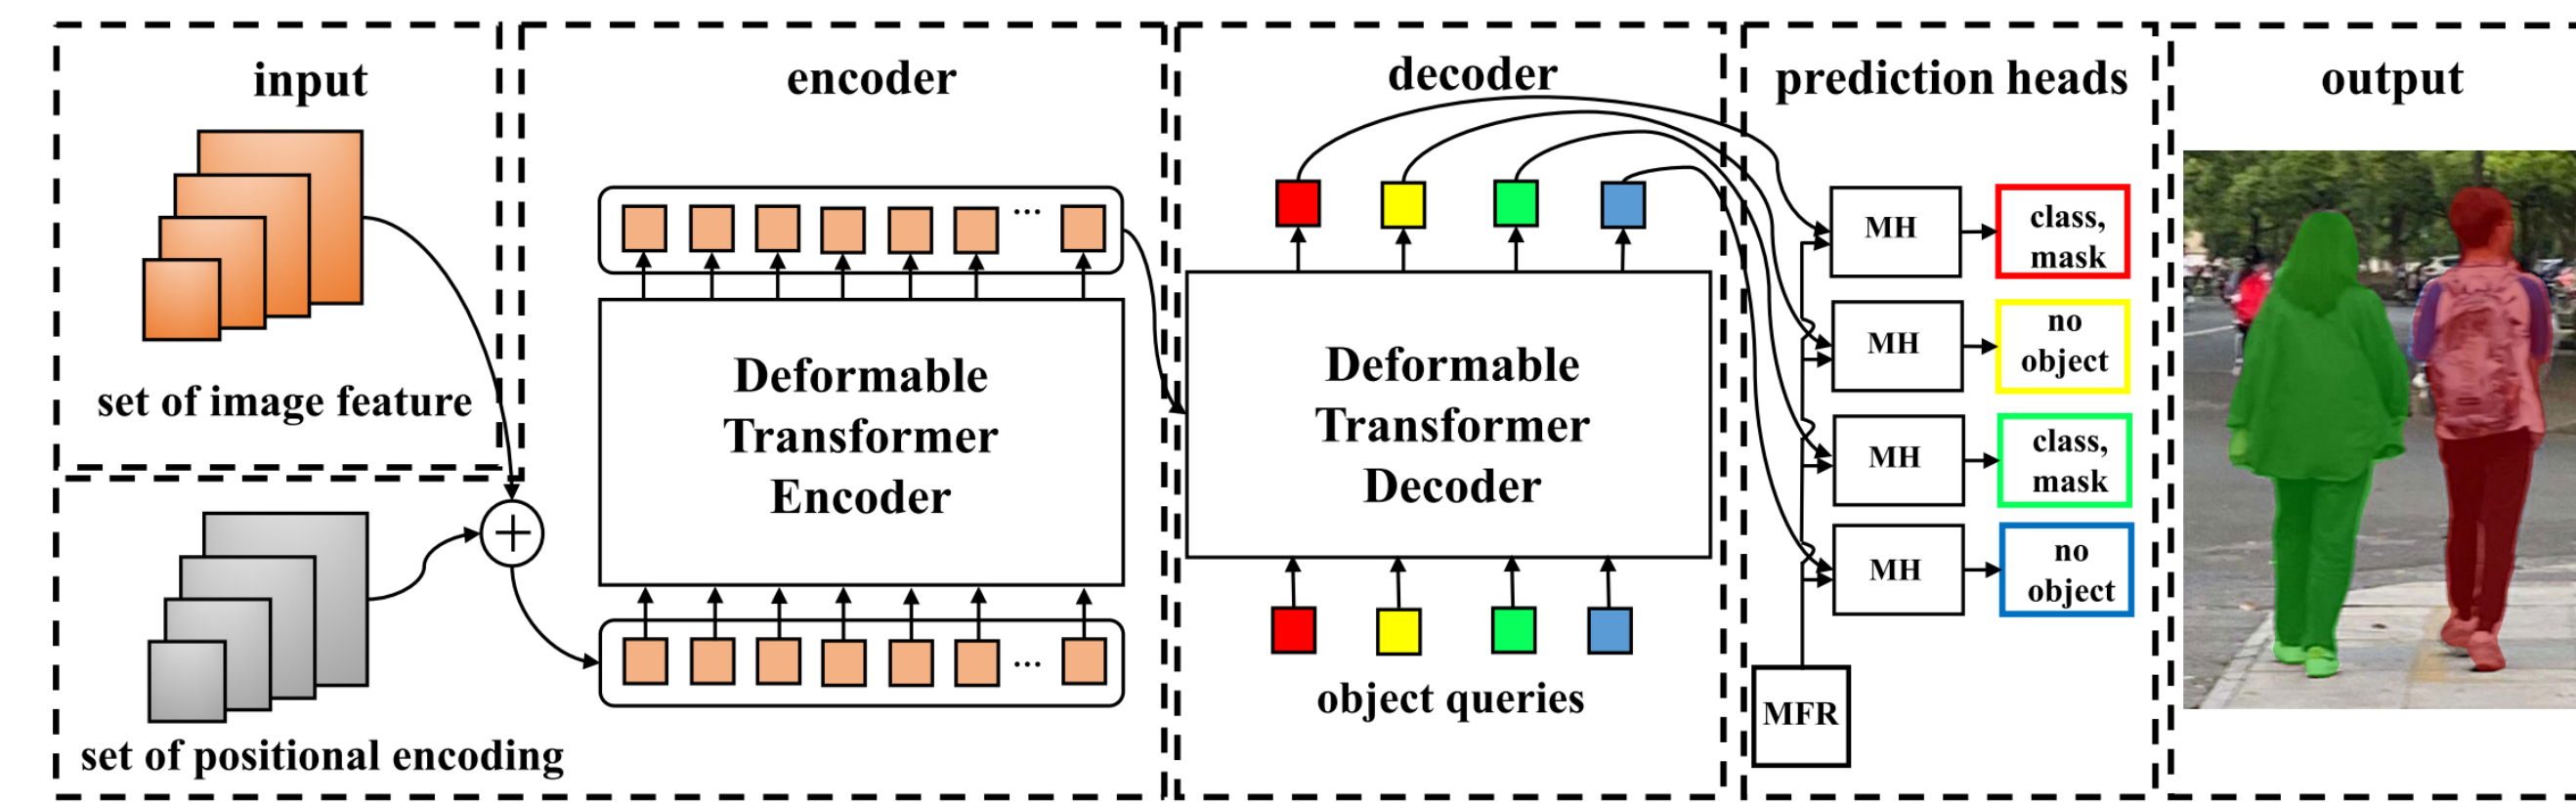 input
set of image feature
set of positional encoding
encoder
...
Deformable
Transformer
Encoder
...
decoder
Deformable
Transformer
Decoder
object queries
prediction heads
MH
class,
mask
MH
no
object
MH
class,
mask
MH
no
object
MFR
output